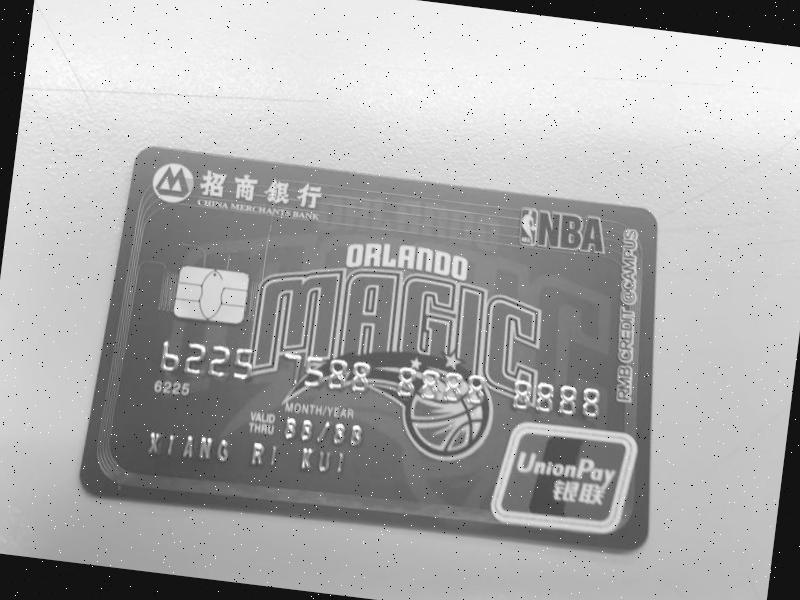 招商银行
CHINA MERCHANTS BANK
NBA
ORLANDO
MAGIC
RMB CREDIT @CAMPUS
6225 7588 8888 8888
6225
MONTH/YEAR
VALID THRU 88/88
XIANG RI KUI
UnionPay
银联